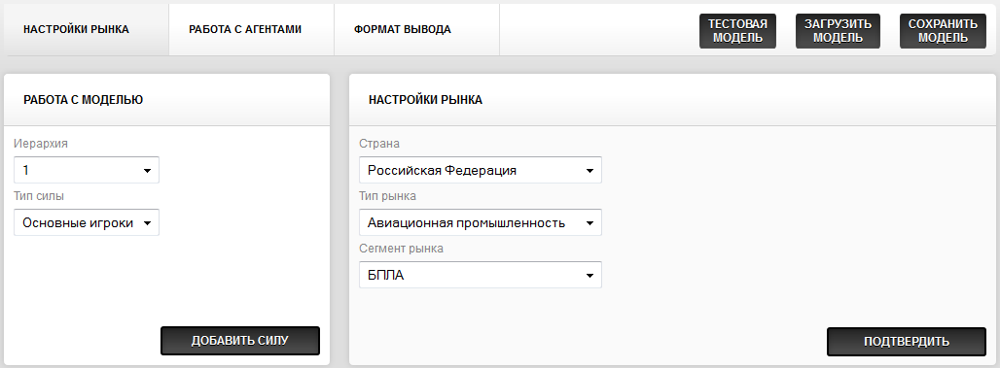 НАСТРОЙКИ РЫНКА
РАБОТА С АГЕНТАМИ
ФОРМАТ ВЫВОДА
ТЕСТОВАЯ
МОДЕЛЬ
ЗАГРУЗИТЬ
МОДЕЛЬ
СОХРАНИТЬ
МОДЕЛЬ
РАБОТА С МОДЕЛЬЮ
Иерархия
1
Тип силы
Основные игроки
ДОБАВИТЬ СИЛУ
НАСТРОЙКИ РЫНКА
Страна
Российская Федерация
Тип рынка
Авиационная промышленность
Сегмент рынка
БПЛА
ПОДТВЕРДИТЬ